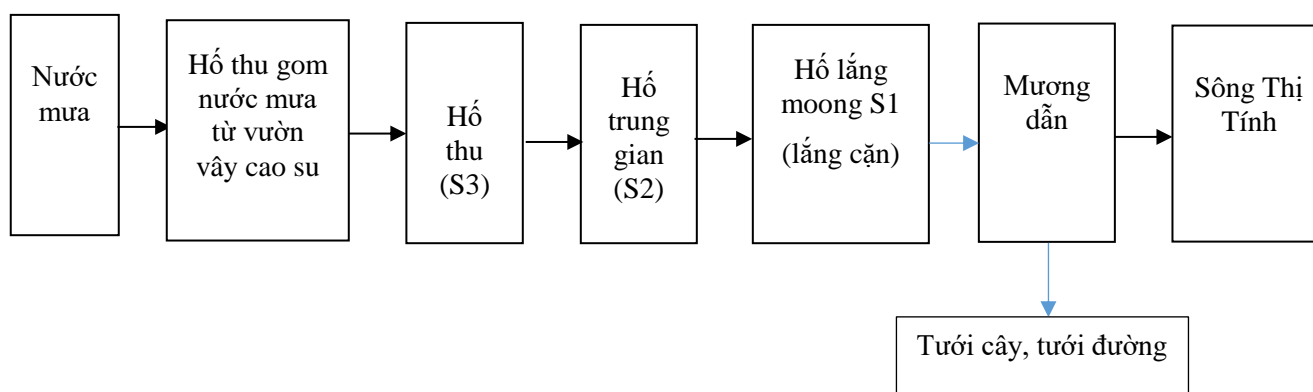 Nước
mưa
Hố thu gom
nước mưa
từ vườn
vây cao su
Hố
thu
(S3)
Hố
trung
gian
(S2)
Hố lắng
moong S1
(lắng cặn)
Mương
dẫn
Sông Thị
Tính
Tưới cây, tưới đường